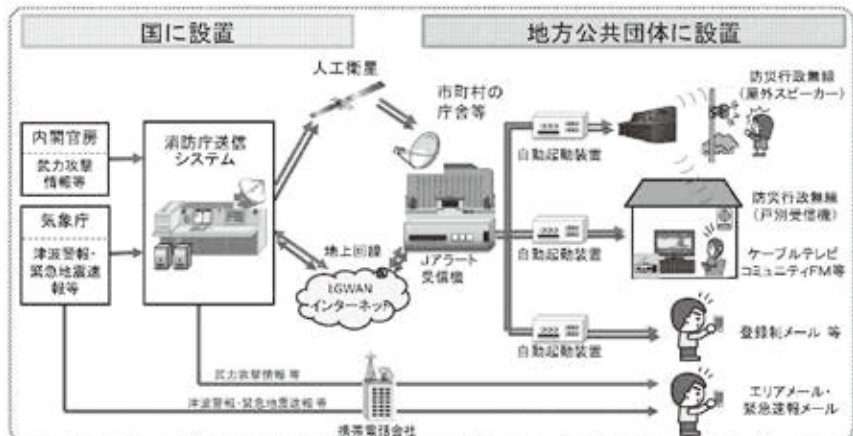 国に設置
地方公共団体に設置
人工衛星
市町村の
庁舎等
防災行政無線
(屋外スピーカー)
内閣官房
武力攻撃
情報等
消防庁送信
システム
自動起動装置
気象庁
津波警報・
緊急地震速
報等
地上回線
LGWAN
インターネット
Jアラート
受信機
自動起動装置
防災行政無線
(戸別受信機)
ケーブルテレビ
コミュニティFM等
自動起動装置
登録制メール 等
武力攻撃情報 等
津波警報・緊急地震速報 等
携帯電話会社
エリアメール・
緊急速報メール